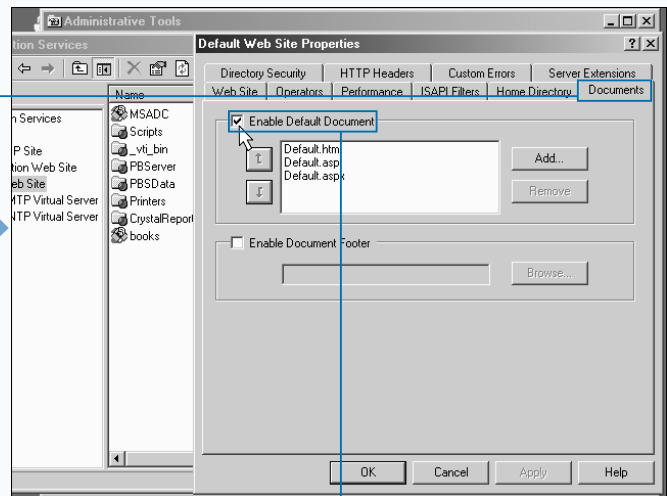 Administrative Tools
tion Services
Name
n Services
P Site
tion Web Site
eb Site
MTP Virtual Server
NTP Virtual Server
MSADC
Scripts
_vti_bin
PBServer
PBSData
Printers
CrystalReport
books
Default Web Site Properties
Directory Security
HTTP Headers
Custom Errors
Server Extensions
Web Site
Operators
Performance
ISAPI Filters
Home Directory
Documents
Enable Default Document
Default.htm
Default.asp
Default.aspx
Add...
Remove
Enable Document Footer
Browse...
OK
Cancel
Apply
Help